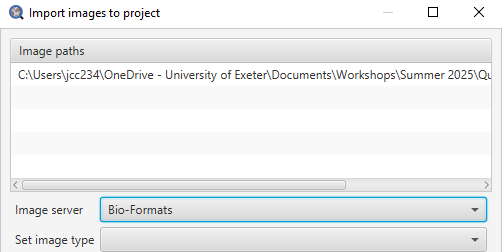 Import images to project
Image paths
C:\Users\jcc234\OneDrive - University of Exeter\Documents\Workshops\Summer 2025\Qu
Image server Bio-Formats
Set image type